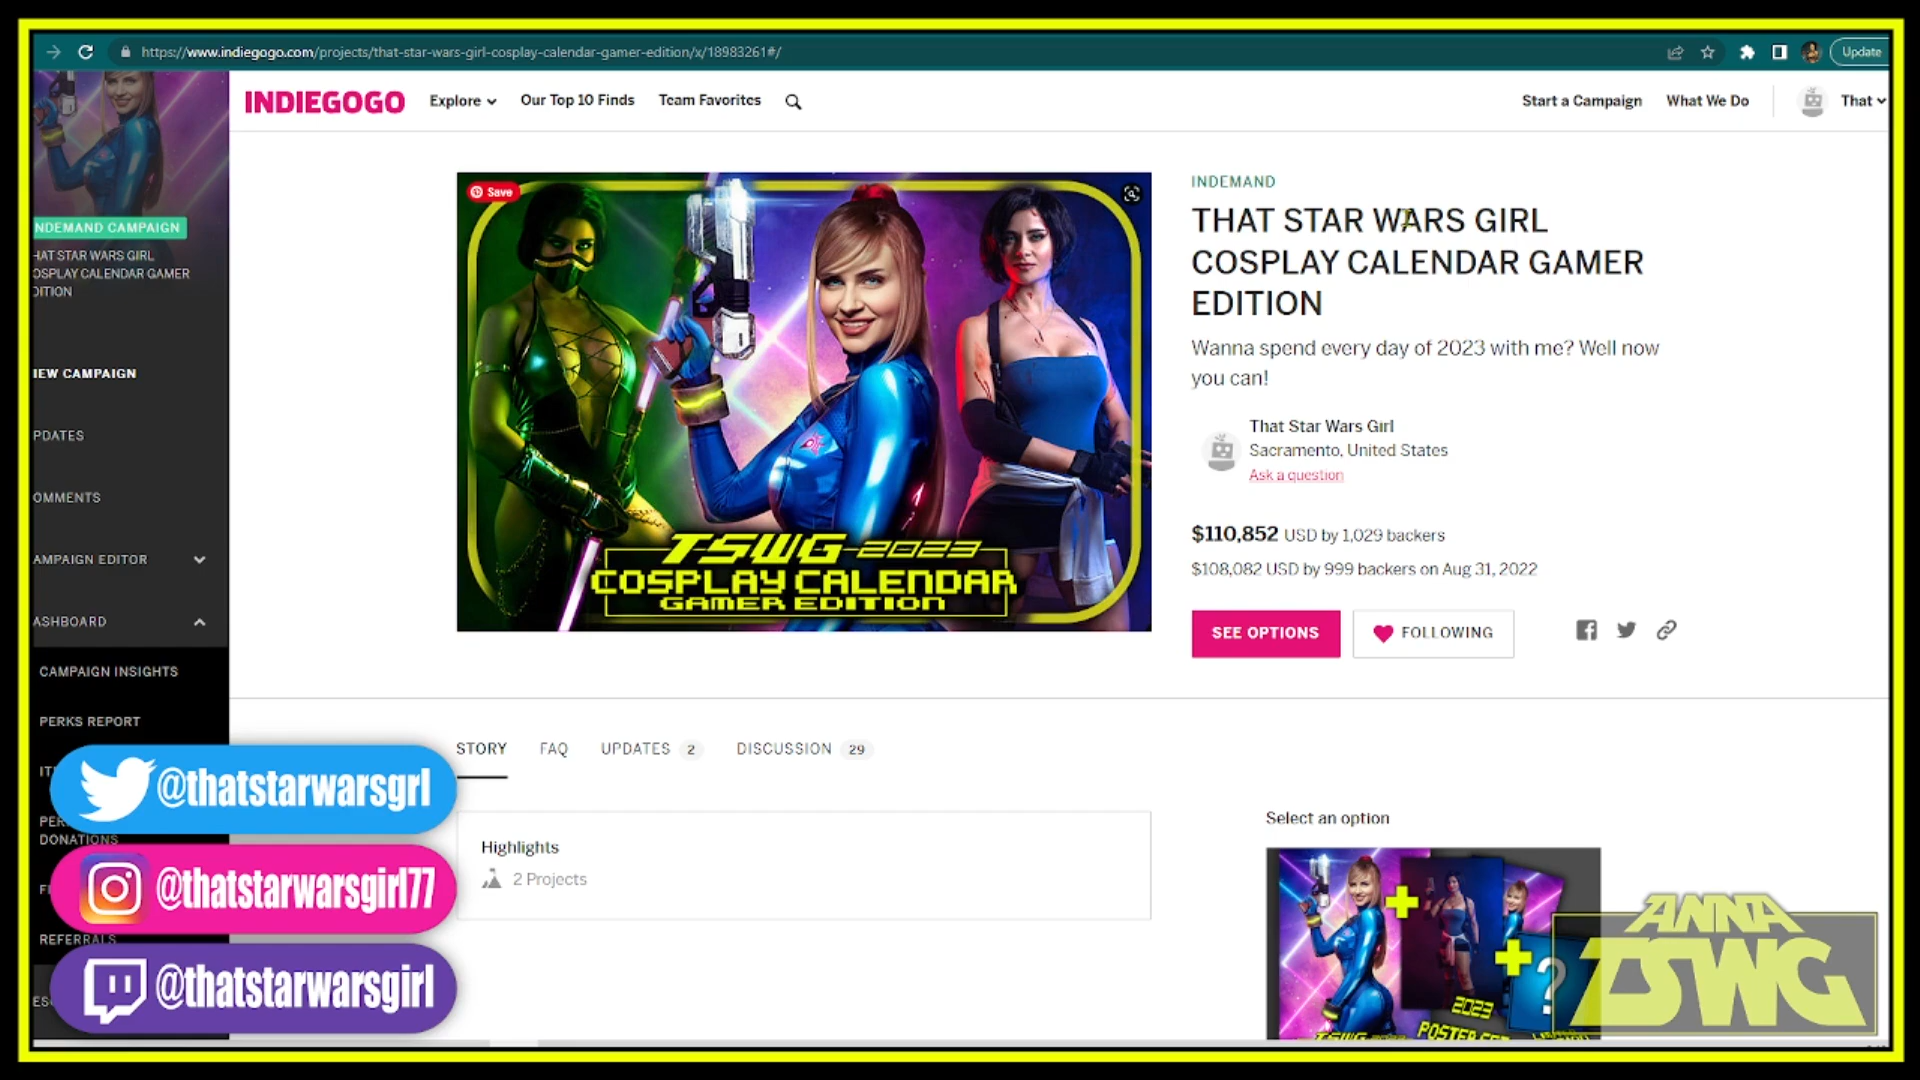 https://www.indiegogo.com/projects/that-star-wars-girl-cosplay-calendar-gamer-edition/x/18983261#/
Update
INDIEGOGO
Explore
Our Top 10 Finds
Team Favorites
Start a Campaign
What We Do
That
NDEMAND CAMPAIGN
HAT STAR WARS GIRL
OSPLAY CALENDAR GAMER
DITION
IEW CAMPAIGN
PDATES
OMMENTS
AMPAIGN EDITOR
ASHBOARD
CAMPAIGN INSIGHTS
PERKS REPORT
DONATIONS
REFERRALS
Save
TSWG 2023
COSPLAY CALENDAR
GAMER EDITION
INDEMAND
THAT STAR WARS GIRL
COSPLAY CALENDAR GAMER
EDITION
Wanna spend every day of 2023 with me? Well now
you can!
That Star Wars Girl
Sacramento, United States
Ask a question
$110,852 USD by 1,029 backers
$108,082 USD by 999 backers on Aug 31, 2022
SEE OPTIONS
FOLLOWING
STORY
FAQ
UPDATES 2
DISCUSSION 29
Highlights
2 Projects
Select an option
2023
POSTER SET
@thatstarwarsgrl
@thatstarwarsgirl77
@thatstarwarsgirl
ANNA
TSWG